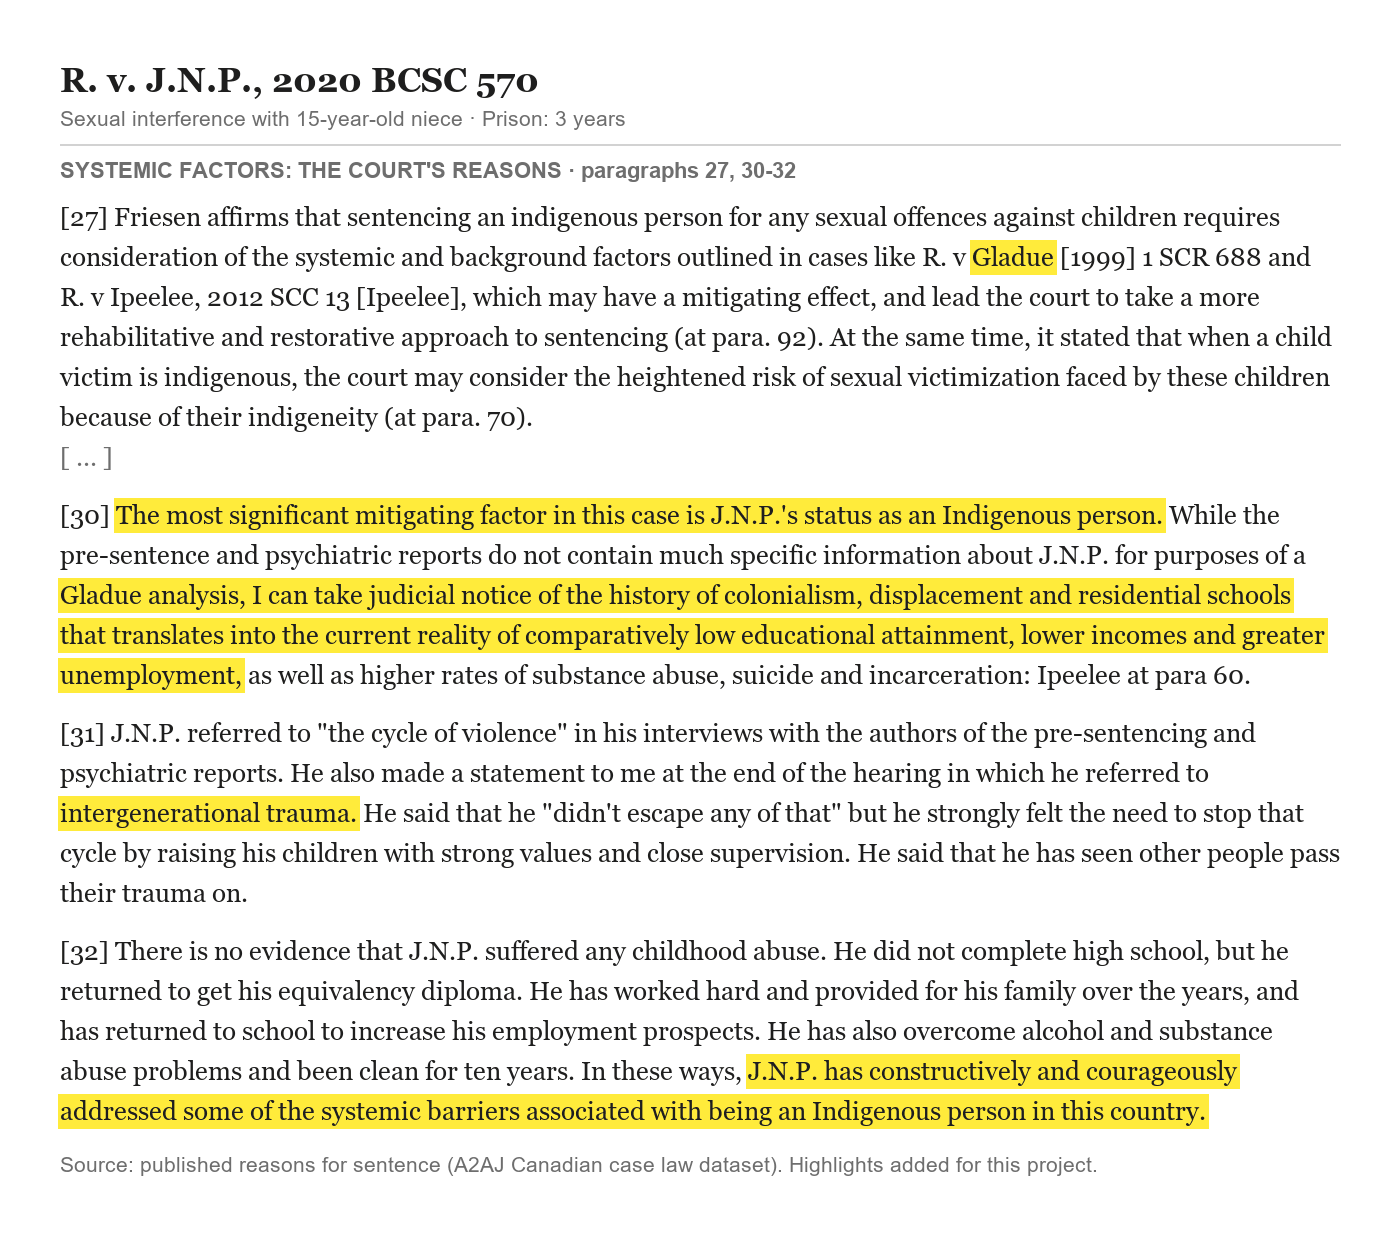 R. v. J.N.P., 2020 BCSC 570
Sexual interference with 15-year-old niece · Prison: 3 years
SYSTEMIC FACTORS: THE COURT'S REASONS · paragraphs 27, 30-32
[27] Friesen affirms that sentencing an indigenous person for any sexual offences against children requires
consideration of the systemic and background factors outlined in cases like R. v Gladue [1999] 1 SCR 688 and
R. v Ipeelee, 2012 SCC 13 [Ipeelee], which may have a mitigating effect, and lead the court to take a more
rehabilitative and restorative approach to sentencing (at para. 92). At the same time, it stated that when a child
victim is indigenous, the court may consider the heightened risk of sexual victimization faced by these children
because of their indigeneity (at para. 70).
[ ... ]
[30] The most significant mitigating factor in this case is J.N.P.'s status as an Indigenous person. While the
pre-sentence and psychiatric reports do not contain much specific information about J.N.P. for purposes of a
Gladue analysis, I can take judicial notice of the history of colonialism, displacement and residential schools
that translates into the current reality of comparatively low educational attainment, lower incomes and greater
unemployment, as well as higher rates of substance abuse, suicide and incarceration: Ipeelee at para 60.
[31] J.N.P. referred to "the cycle of violence" in his interviews with the authors of the pre-sentencing and
psychiatric reports. He also made a statement to me at the end of the hearing in which he referred to
intergenerational trauma. He said that he "didn't escape any of that" but he strongly felt the need to stop that
cycle by raising his children with strong values and close supervision. He said that he has seen other people pass
their trauma on.
[32] There is no evidence that J.N.P. suffered any childhood abuse. He did not complete high school, but he
returned to get his equivalency diploma. He has worked hard and provided for his family over the years, and
has returned to school to increase his employment prospects. He has also overcome alcohol and substance
abuse problems and been clean for ten years. In these ways, J.N.P. has constructively and courageously
addressed some of the systemic barriers associated with being an Indigenous person in this country.
Source: published reasons for sentence (A2AJ Canadian case law dataset). Highlights added for this project.